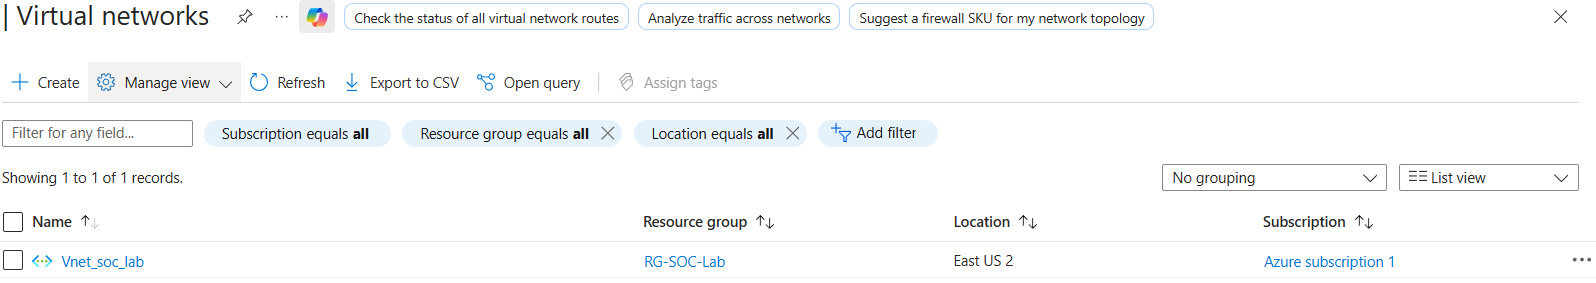 | Virtual networks ··· Check the status of all virtual network routes Analyze traffic across networks Suggest a firewall SKU for my network topology
Create Manage view Refresh Export to CSV Open query Assign tags
Filter for any field... Subscription equals all Resource group equals all Location equals all Add filter
Showing 1 to 1 of 1 records. No grouping List view
Name Resource group Location Subscription
Vnet_soc_lab RG-SOC-Lab East US 2 Azure subscription 1 ···